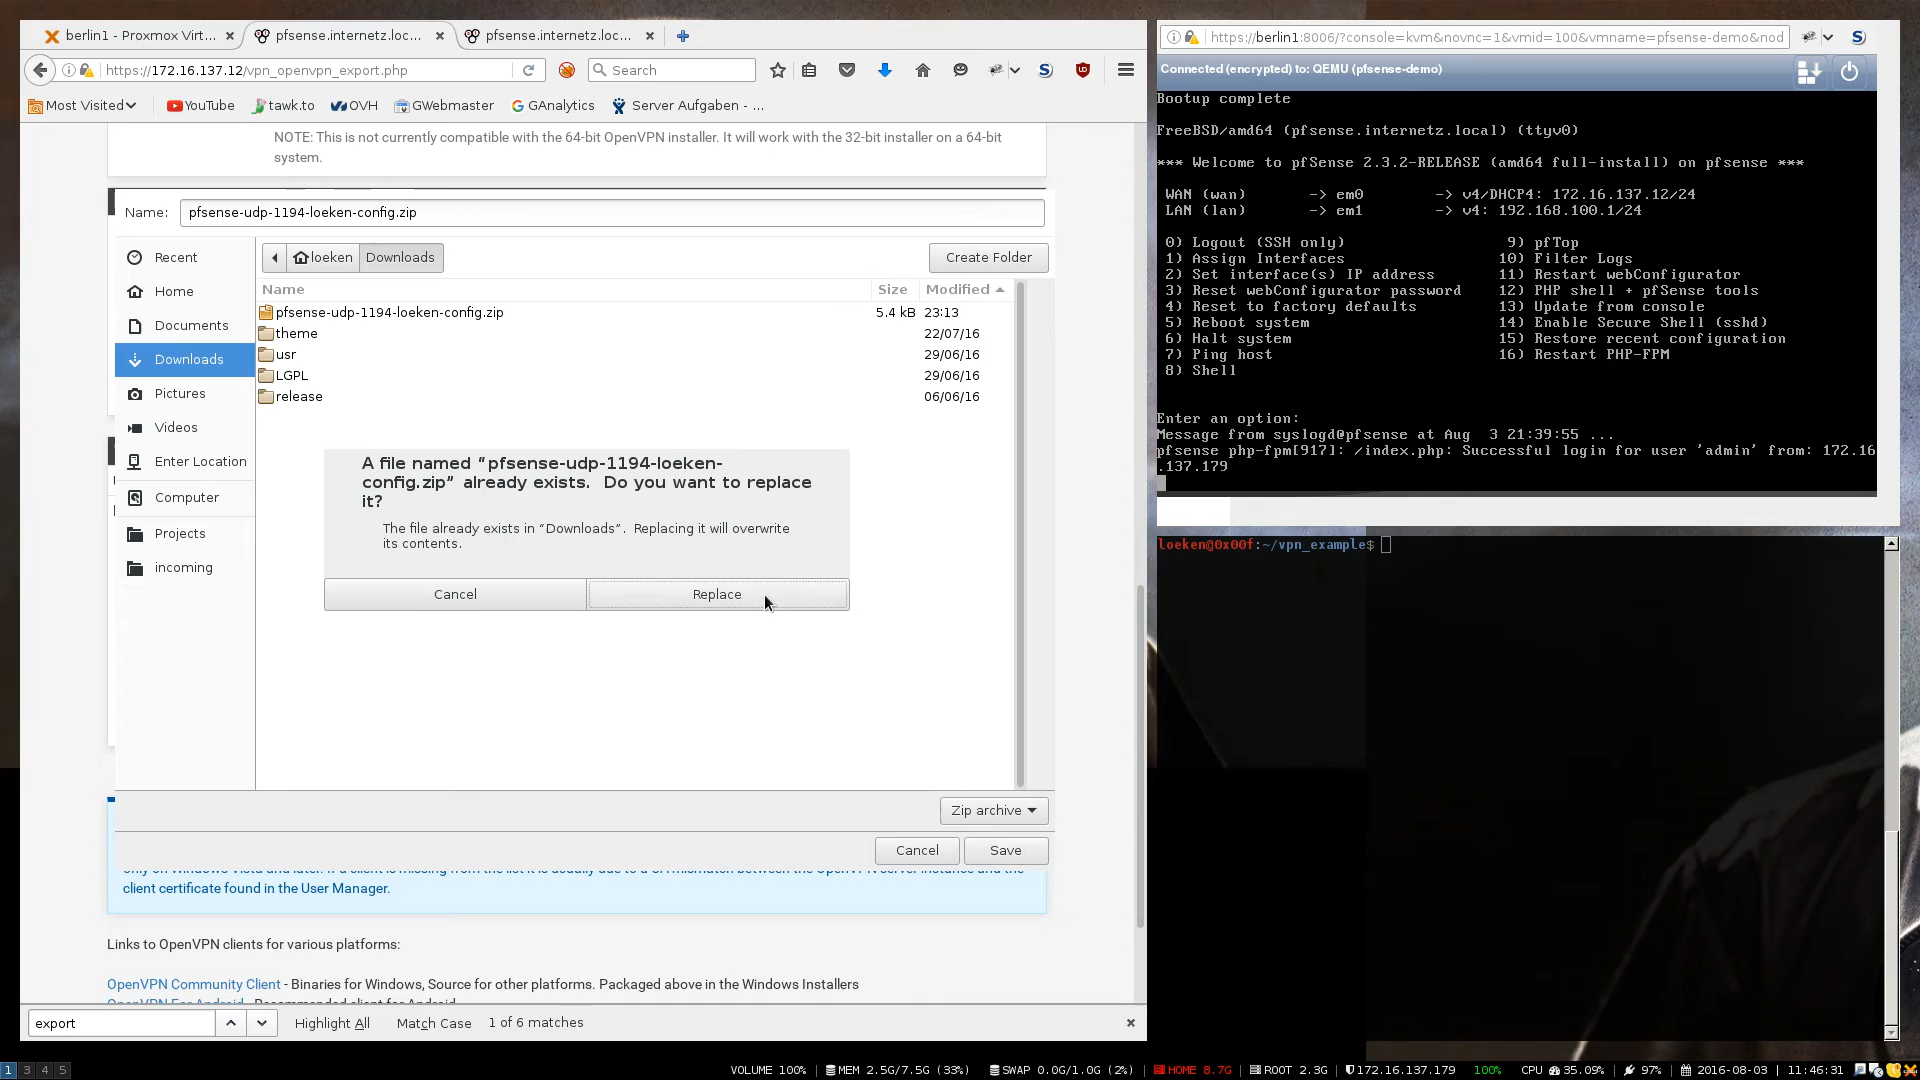 berlin1 - Proxmox Virt... × pfsense.internetz.loc... × pfsense.internetz.loc... ×
https://172.16.137.12/vpn_openvpn_export.php
Search
Most Visited
YouTube
tawk.to
OVH
GWebmaster
GAnalytics
Server Aufgaben - ...
NOTE: This is not currently compatible with the 64-bit OpenVPN installer. It will work with the 32-bit installer on a 64-bit
system.
Name: pfsense-udp-1194-loeken-config.zip
Recent
Home
Documents
Downloads
Pictures
Videos
Enter Location
Computer
Projects
incoming
loeken Downloads
Create Folder
Name Size Modified
pfsense-udp-1194-loeken-config.zip 5.4 kB 23:13
theme 22/07/16
usr 29/06/16
LGPL 29/06/16
release 06/06/16
A file named “pfsense-udp-1194-loeken-
config.zip” already exists. Do you want to replace
it?
The file already exists in “Downloads”. Replacing it will overwrite
its contents.
Cancel Replace
Zip archive
Cancel Save
client certificate found in the User Manager.
Links to OpenVPN clients for various platforms:
OpenVPN Community Client - Binaries for Windows, Source for other platforms. Packaged above in the Windows Installers
OpenVPN For Android - Recommended client for Android
export Highlight All Match Case 1 of 6 matches ×
https://berlin1:8006/?console=kvm&novnc=1&vmid=100&vmname=pfsense-demo&nod
Connected (encrypted) to: QEMU (pfsense-demo)
Bootup complete
FreeBSD/amd64 (pfsense.internetz.local) (ttyv0)
*** Welcome to pfSense 2.3.2-RELEASE (amd64 full-install) on pfsense ***
WAN (wan) -> em0 -> v4/DHCP4: 172.16.137.12/24
LAN (lan) -> em1 -> v4: 192.168.100.1/24
0) Logout (SSH only) 9) pfTop
1) Assign Interfaces 10) Filter Logs
2) Set interface(s) IP address 11) Restart webConfigurator
3) Reset webConfigurator password 12) PHP shell + pfSense tools
4) Reset to factory defaults 13) Update from console
5) Reboot system 14) Enable Secure Shell (sshd)
6) Halt system 15) Restore recent configuration
7) Ping host 16) Restart PHP-FPM
8) Shell
Enter an option:
Message from syslogd@pfsense at Aug 3 21:39:55 ...
pfsense php-fpm[917]: /index.php: Successful login for user 'admin' from: 172.16
.137.179
loeken@0x00f:~/vpn_example$
1 3 4 5
VOLUME 100% | MEM 2.5G/7.5G (33%) | SWAP 0.0G/1.0G (2%) | HOME 8.7G | ROOT 2.3G | 172.16.137.179 100% CPU 35.09% | 97% | 2016-08-03 | 11:46:31